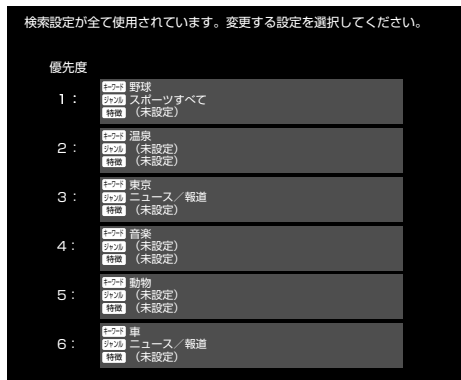 検索設定が全て使用されています。変更する設定を選択してください。
優先度
1：
キーワード 野球
ジャンル スポーツすべて
特徴 （未設定）
2：
キーワード 温泉
ジャンル （未設定）
特徴 （未設定）
3：
キーワード 東京
ジャンル ニュース／報道
特徴 （未設定）
4：
キーワード 音楽
ジャンル （未設定）
特徴 （未設定）
5：
キーワード 動物
ジャンル （未設定）
特徴 （未設定）
6：
キーワード 車
ジャンル ニュース／報道
特徴 （未設定）